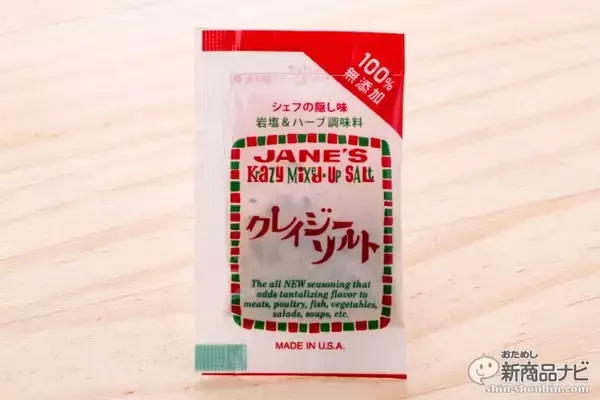 100%
無添加
シェフの隠し味
岩塩&ハーブ調味料
JANE'S
KRAZY MIXED-UP SALT
クレイジー
ソルト
The all NEW seasoning that
adds tantalizing flavor to
meats, poultry, fish, vegetables,
salads, soups, etc.
MADE IN U.S.A.
おためし
新商品ナビ
shin-shouhin.com